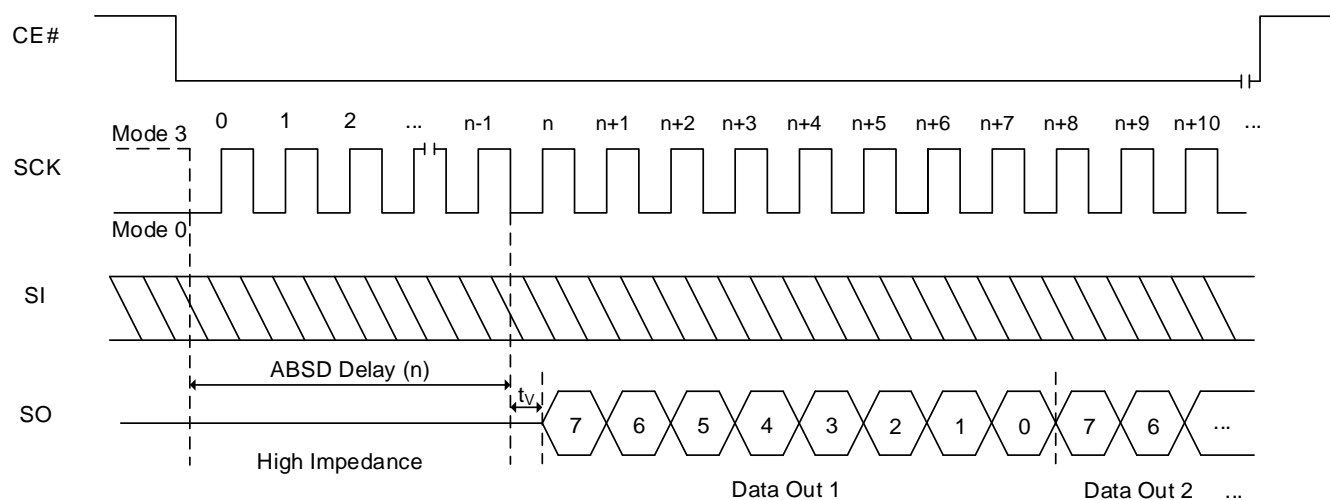 CE#
0 1 2 ... n-1 n n+1 n+2 n+3 n+4 n+5 n+6 n+7 n+8 n+9 n+10 ...
Mode 3
SCK
Mode 0
SI
ABSD Delay (n)
tV
SO
7 6 5 4 3 2 1 0 7 6 ...
High Impedance
Data Out 1 Data Out 2 ...